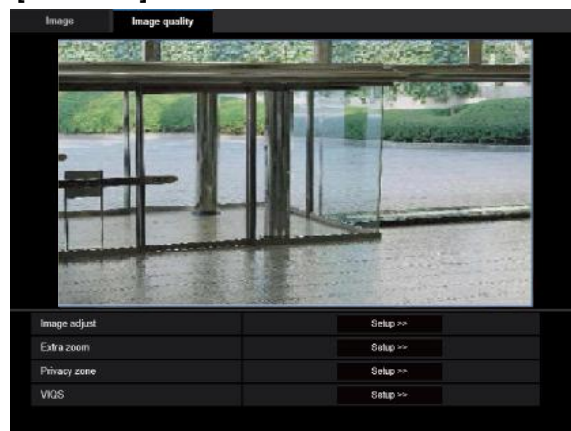 Image Image quality
Image adjust Setup >>
Extra zoom Setup >>
Privacy zone Setup >>
VIQS Setup >>